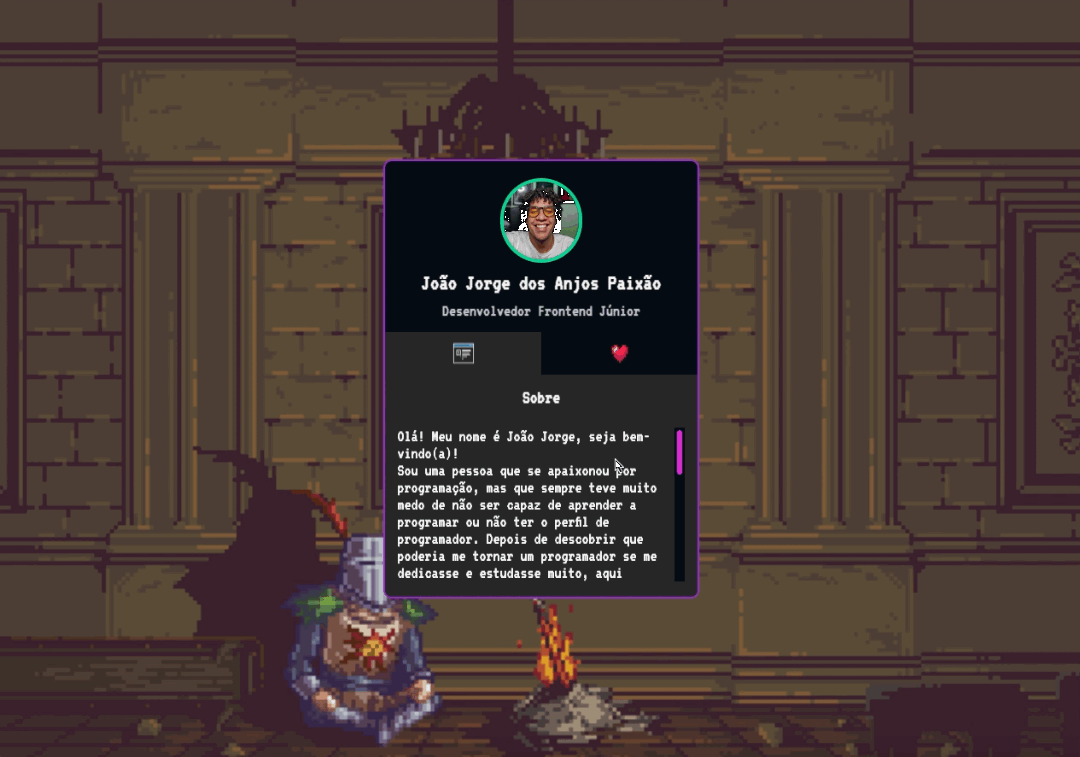 João Jorge dos Anjos Paixão
Desenvolvedor Frontend Júnior
Sobre
Olá! Meu nome é João Jorge, seja bem-
vindo(a)!
Sou uma pessoa que se apaixonou por
programação, mas que sempre teve muito
medo de não ser capaz de aprender a
programar ou não ter o perfil de
programador. Depois de descobrir que
poderia me tornar um programador se me
dedicasse e estudasse muito, aqui